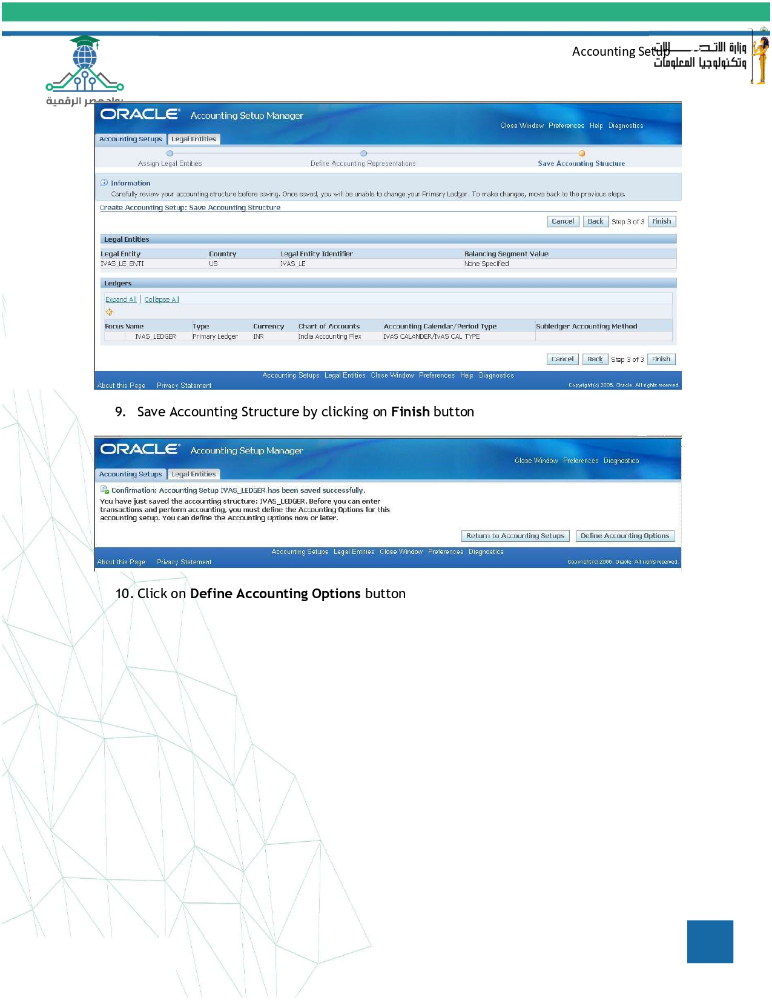 Accounting Setup
وزارة الاتصــــــــالات
وتكنولوجيا المعلومات
رواد مصر الرقمية
ORACLE® Accounting Setup Manager
Close Window Preferences Help Diagnostics
Accounting Setups Legal Entities
Assign Legal Entities Define Accounting Representations Save Accounting Structure
Information
Carefully review your accounting structure before saving. Once saved, you will be unable to change your Primary Ledger. To make changes, move back to the previous steps.
Create Accounting Setup: Save Accounting Structure
Cancel Back Step 3 of 3 Finish
Legal Entities
Legal Entity Country Legal Entity Identifier Balancing Segment Value
IVAS_LE_ENTI US IVAS_LE None Specified
Ledgers
Expand All | Collapse All
Focus Name Type Currency Chart of Accounts Accounting Calendar/Period Type Subledger Accounting Method
IVAS_LEDGER Primary Ledger INR India Accounting Flex IVAS CALANDER/IVAS CAL TYPE
Cancel Back Step 3 of 3 Finish
Accounting Setups Legal Entities Close Window Preferences Help Diagnostics
About this Page Privacy Statement Copyright (c) 2006, Oracle. All rights reserved.
9. Save Accounting Structure by clicking on Finish button
ORACLE® Accounting Setup Manager
Close Window Preferences Diagnostics
Accounting Setups Legal Entities
Confirmation: Accounting Setup IVAS_LEDGER has been saved successfully.
You have just saved the accounting structure: IVAS_LEDGER. Before you can enter
transactions and perform accounting, you must define the Accounting Options for this
accounting setup. You can define the Accounting Options now or later.
Return to Accounting Setups Define Accounting Options
Accounting Setups Legal Entities Close Window Preferences Diagnostics
About this Page Privacy Statement Copyright (c) 2006, Oracle. All rights reserved.
10. Click on Define Accounting Options button